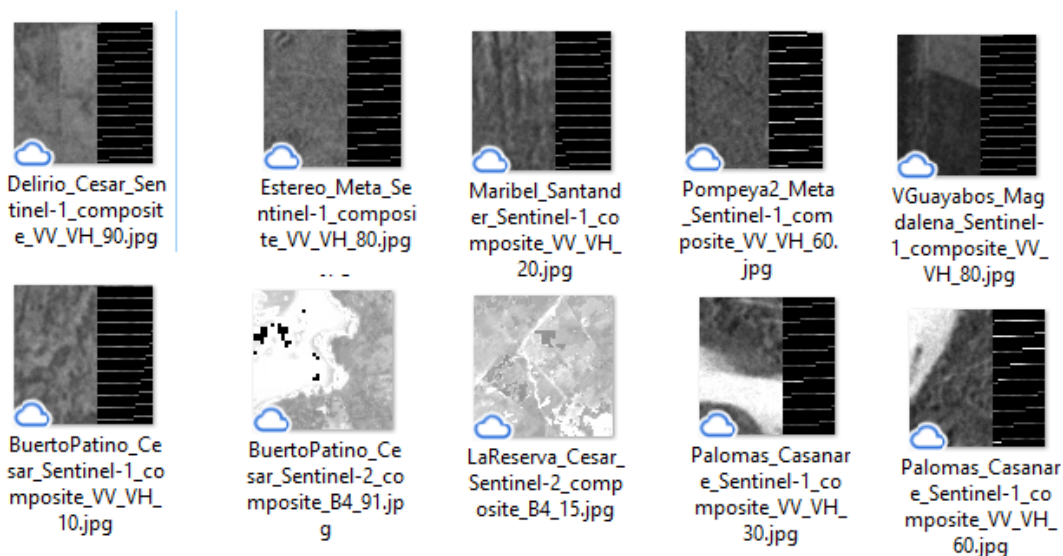 Delirio_Cesar_Sen
tinel-1_composit
e_VV_VH_90.jpg
Estereo_Meta_Se
ntinel-1_composi
te_VV_VH_80.jpg
Maribel_Santand
er_Sentinel-1_co
mposite_VV_VH_
20.jpg
Pompeya2_Meta
_Sentinel-1_com
posite_VV_VH_60.
jpg
VGuayabos_Mag
dalena_Sentinel-
1_composite_VV_
VH_80.jpg
BuertoPatino_Ce
sar_Sentinel-1_co
mposite_VV_VH_
10.jpg
BuertoPatino_Ce
sar_Sentinel-2_co
mposite_B4_91.jp
g
LaReserva_Cesar_
Sentinel-2_comp
osite_B4_15.jpg
Palomas_Casanar
e_Sentinel-1_co
mposite_VV_VH_
30.jpg
Palomas_Casanar
e_Sentinel-1_co
mposite_VV_VH_
60.jpg